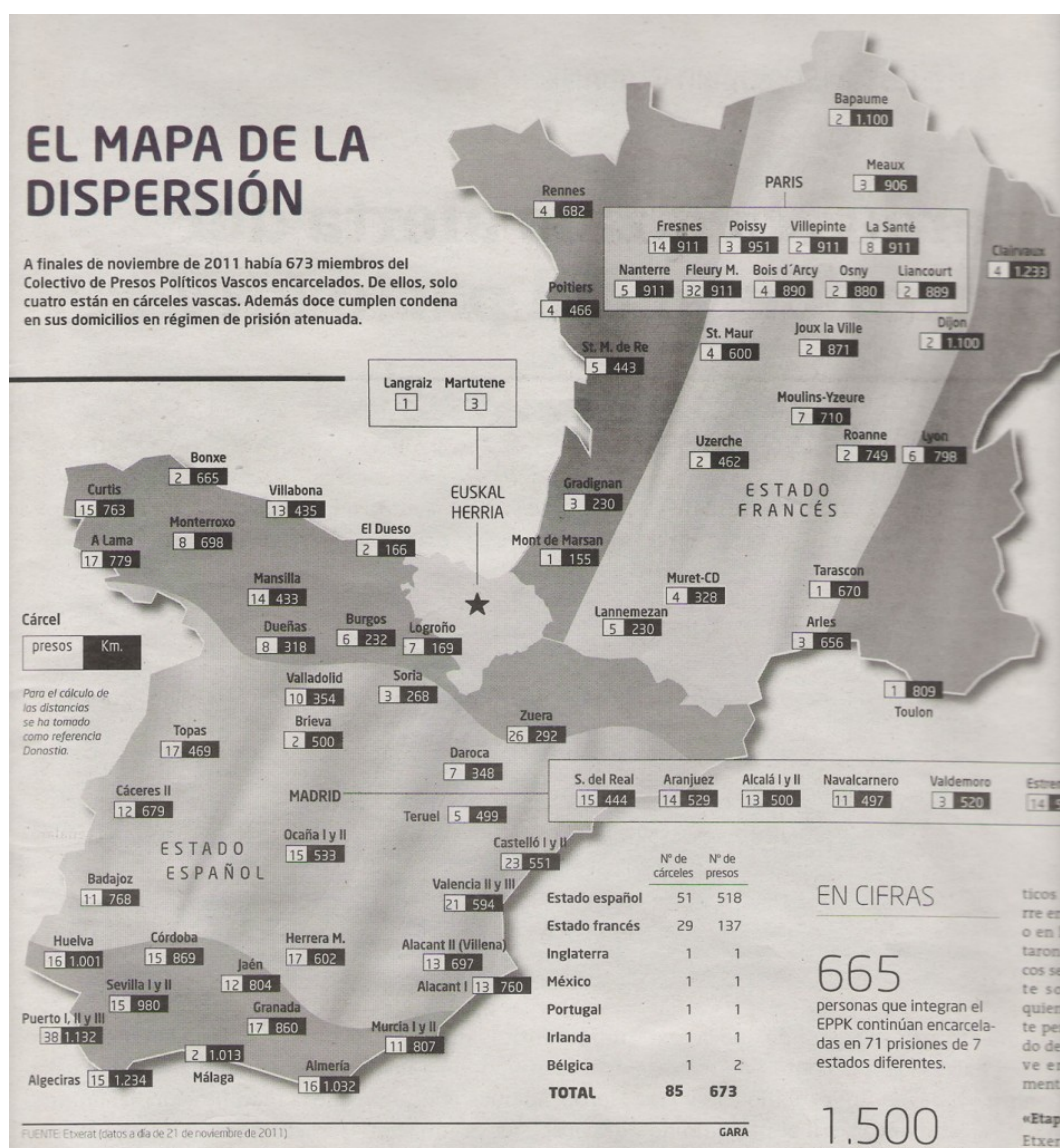 EL MAPA DE LA
DISPERSIÓN
A finales de noviembre de 2011 había 673 miembros del
Colectivo de Presos Políticos Vascos encarcelados. De ellos, solo
cuatro están en cárceles vascas. Además doce cumplen condena
en sus domicilios en régimen de prisión atenuada.
Bapaume
2 1.100
Meaux
3 906
PARIS
Rennes
4 682
Fresnes Poissy Villepinte La Santé
14 911 3 951 2 911 8 911
Nanterre Fleury M. Bois d´Arcy Osny Liancourt
5 911 32 911 4 890 2 880 2 889
Clairvaux
4 1.233
Poitiers
4 466
St. M. de Re
5 443
St. Maur
4 600
Joux la Ville
2 871
Dijon
2 1.100
Moulins-Yzeure
7 710
Uzerche
2 462
Roanne
2 749
Lyon
6 798
ESTADO
FRANCÉS
Gradignan
3 230
Mont de Marsan
1 155
Muret-CD
4 328
Tarascon
1 670
Lannemezan
5 230
Arles
3 656
1 809
Toulon
Langraiz Martutene
1 3
EUSKAL
HERRIA
Bonxe
2 665
Curtis
15 763
Villabona
13 435
Monterroxo
8 698
El Dueso
2 166
A Lama
17 779
Mansilla
14 433
Dueñas
8 318
Burgos
6 232
Logroño
7 169
Cárcel
presos Km.
Para el cálculo de
las distancias
se ha tomado
como referencia
Donostia.
Valladolid
10 354
Soria
3 268
Brieva
2 500
Zuera
26 292
Topas
17 469
Daroca
7 348
Cáceres II
12 679
MADRID
S. del Real Aranjuez Alcalá I y II Navalcarnero Valdemoro
15 444 14 529 13 500 11 497 3 520 14
Teruel 5 499
Ocaña I y II
15 533
ESTADO
ESPAÑOL
Castelló I y II
23 551
Badajoz
11 768
Valencia II y III
21 594
Huelva
16 1.001
Córdoba
15 869
Herrera M.
17 602
Alacant II (Villena)
13 697
Jaén
12 804
Alacant I 13 760
Sevilla I y II
15 980
Granada
17 860
Puerto I, II y III
38 1.132
Murcia I y II
11 807
2 1.013
Málaga
Almería
16 1.032
Algeciras 15 1.234
Nº de Nº de
cárceles presos
Estado español 51 518
Estado francés 29 137
Inglaterra 1 1
México 1 1
Portugal 1 1
Irlanda 1 1
Bélgica 1 2
TOTAL 85 673
EN CIFRAS
665
personas que integran el
EPPK continúan encarcela-
das en 71 prisiones de 7
estados diferentes.
1.500
FUENTE: Etxerat (datos a día de 21 de noviembre de 2011)
GARA